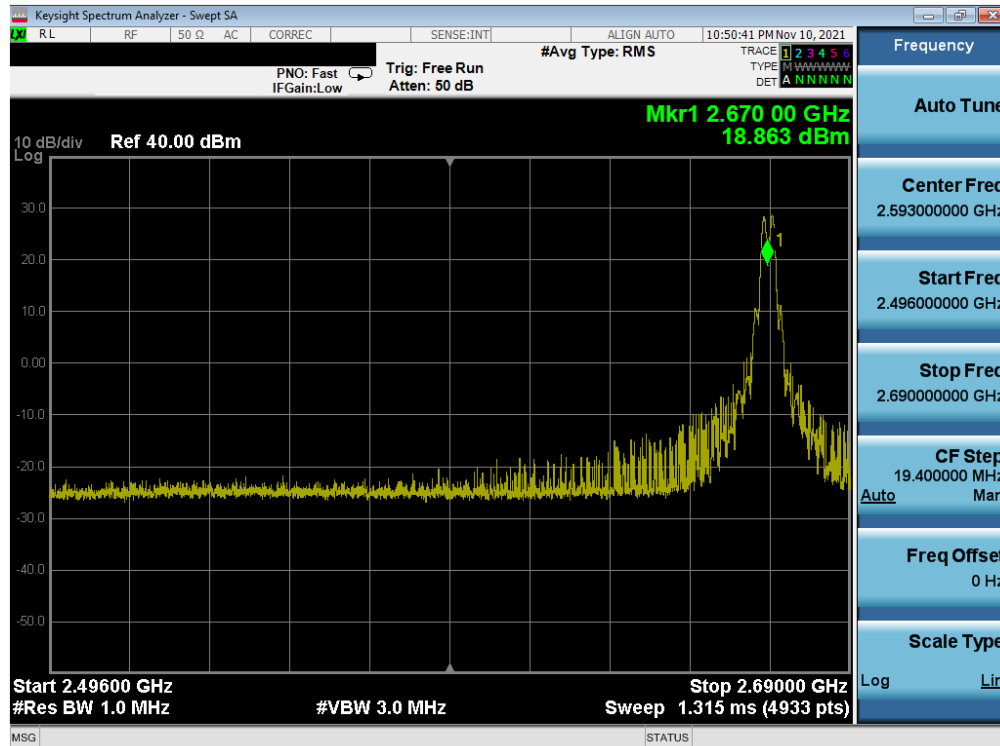 Keysight Spectrum Analyzer - Swept SA
LXI RL RF 50 Ω AC CORREC SENSE:INT ALIGN AUTO 10:50:41 PM Nov 10, 2021
#Avg Type: RMS
TRACE 1 2 3 4 5 6
TYPE M WWWWW
DET A N N N N N
PNO: Fast
IFGain:Low
Trig: Free Run
Atten: 50 dB
Mkr1 2.670 00 GHz
18.863 dBm
10 dB/div
Log
Ref 40.00 dBm
30.0
20.0
10.0
0.00
-10.0
-20.0
-30.0
-40.0
-50.0
1
Start 2.49600 GHz
Stop 2.69000 GHz
#Res BW 1.0 MHz
#VBW 3.0 MHz
Sweep 1.315 ms (4933 pts)
MSG
STATUS
Frequency
Auto Tune
Center Freq
2.593000000 GHz
Start Freq
2.496000000 GHz
Stop Freq
2.690000000 GHz
CF Step
19.400000 MHz
Auto Man
Freq Offset
0 Hz
Scale Type
Log Lin